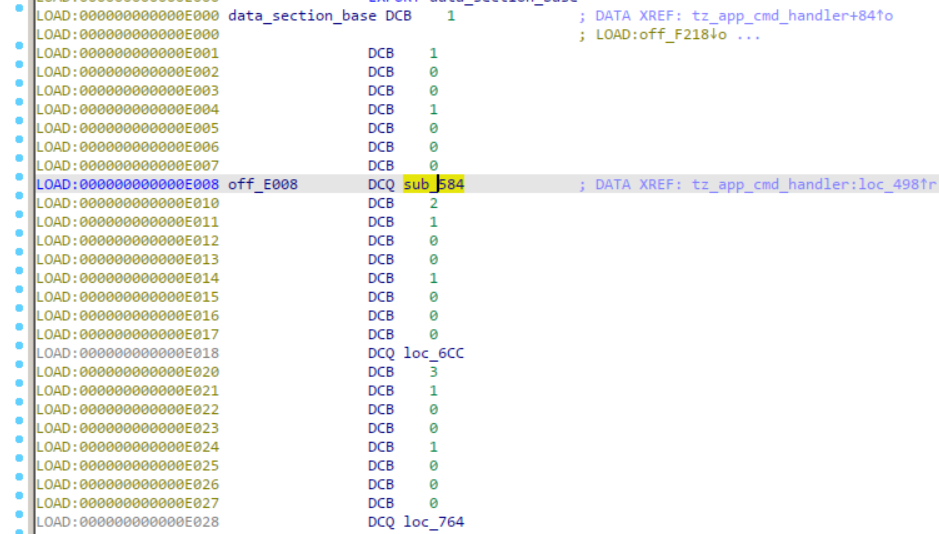 LOAD:000000000000E000 data_section_base DCB 1 ; DATA XREF: tz_app_cmd_handler+84↑o
LOAD:000000000000E000 ; LOAD:off_F218↓o ...
LOAD:000000000000E001 DCB 1
LOAD:000000000000E002 DCB 0
LOAD:000000000000E003 DCB 0
LOAD:000000000000E004 DCB 1
LOAD:000000000000E005 DCB 0
LOAD:000000000000E006 DCB 0
LOAD:000000000000E007 DCB 0
LOAD:000000000000E008 off_E008 DCQ sub_584 ; DATA XREF: tz_app_cmd_handler:loc_498↑r
LOAD:000000000000E010 DCB 2
LOAD:000000000000E011 DCB 1
LOAD:000000000000E012 DCB 0
LOAD:000000000000E013 DCB 0
LOAD:000000000000E014 DCB 1
LOAD:000000000000E015 DCB 0
LOAD:000000000000E016 DCB 0
LOAD:000000000000E017 DCB 0
LOAD:000000000000E018 DCQ loc_6CC
LOAD:000000000000E020 DCB 3
LOAD:000000000000E021 DCB 1
LOAD:000000000000E022 DCB 0
LOAD:000000000000E023 DCB 0
LOAD:000000000000E024 DCB 1
LOAD:000000000000E025 DCB 0
LOAD:000000000000E026 DCB 0
LOAD:000000000000E027 DCB 0
LOAD:000000000000E028 DCQ loc_764